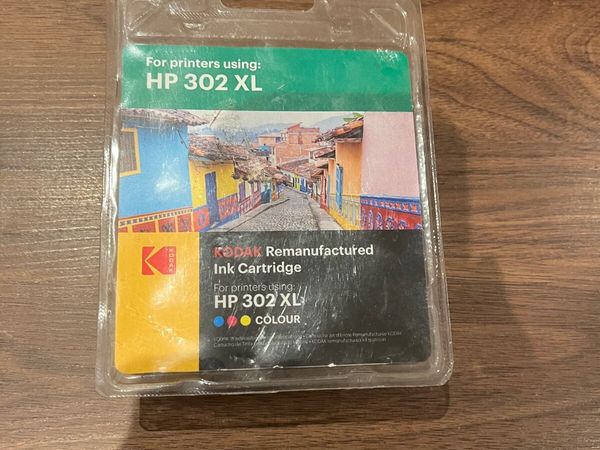 For printers using:
HP 302 XL
KODAK
KODAK Remanufactured
Ink Cartridge
For printers using:
HP 302 XL
COLOUR